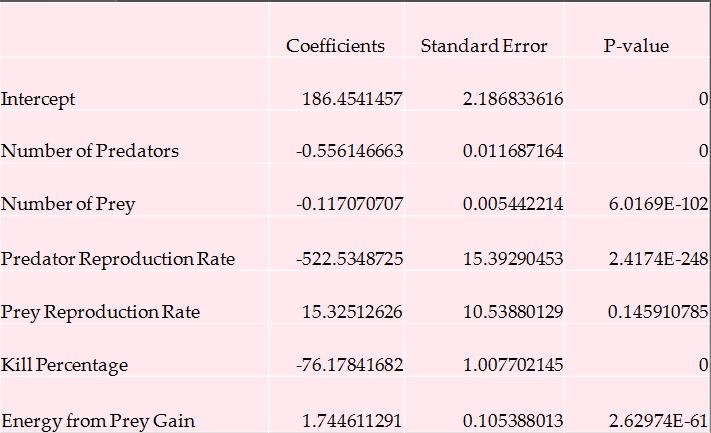 Coefficients Standard Error P-value
Intercept 186.4541457 2.186833616 0
Number of Predators -0.556146663 0.011687164 0
Number of Prey -0.117070707 0.005442214 6.0169E-102
Predator Reproduction Rate -522.5348725 15.39290453 2.4174E-248
Prey Reproduction Rate 15.32512626 10.53880129 0.145910785
Kill Percentage -76.17841682 1.007702145 0
Energy from Prey Gain 1.744611291 0.105388013 2.62974E-61